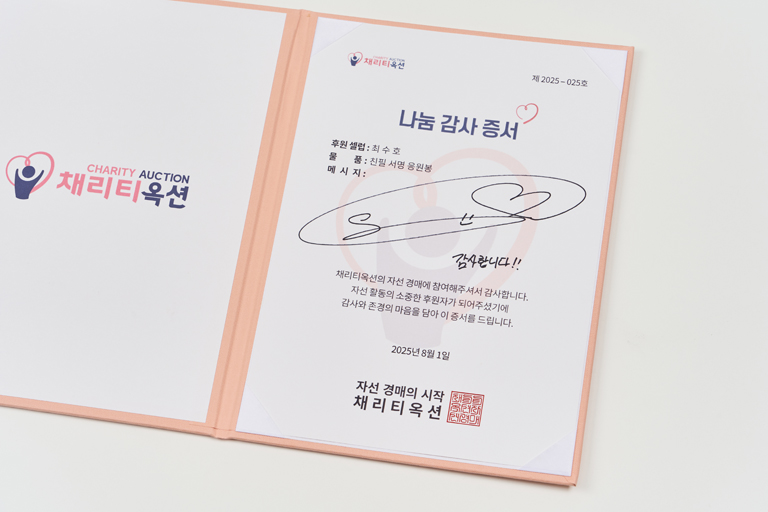 CHARITY AUCTION
채리티옥션
CHARITY AUCTION
채리티옥션
제 2025 – 025호
나눔 감사 증서
후원 셀럽 : 최 수 호
물 품 : 친필 서명 응원봉
메 시 지 :
감사합니다!!
채리티옥션의 자선 경매에 참여해주셔서 감사합니다.
자선 활동의 소중한 후원자가 되어주셨기에
감사와 존경의 마음을 담아 이 증서를 드립니다.
2025년 8월 1일
자선 경매의 시작
채리티옥션